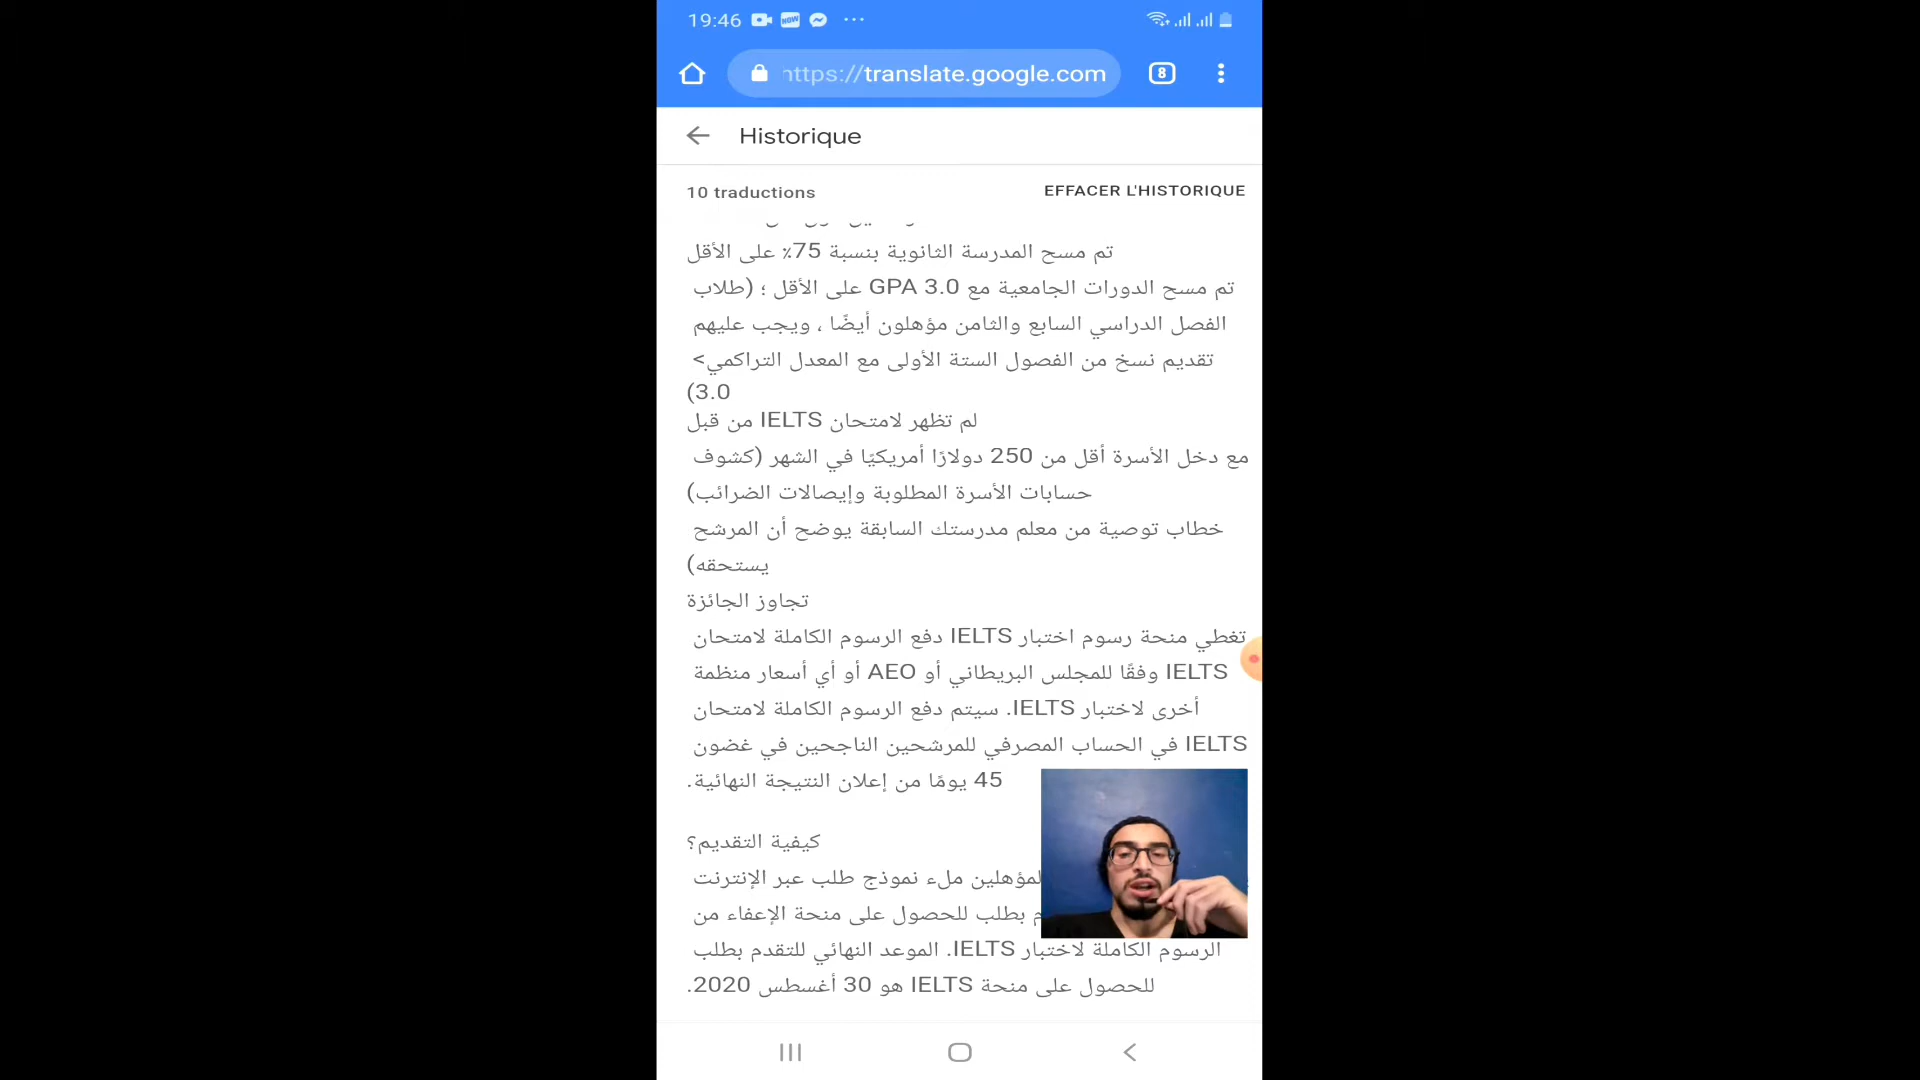 19:46
https://translate.google.com
8
Historique
10 traductions
EFFACER L'HISTORIQUE
تم مسح المدرسة الثانوية بنسبة 75٪ على الأقل
تم مسح الدورات الجامعية مع GPA 3.0 على الأقل ؛ (طلاب
الفصل الدراسي السابع والثامن مؤهلون أيضًا ، ويجب عليهم
تقديم نسخ من الفصول الستة الأولى مع المعدل التراكمي>
3.0)
لم تظهر لامتحان IELTS من قبل
مع دخل الأسرة أقل من 250 دولارًا أمريكيًا في الشهر (كشوف
حسابات الأسرة المطلوبة وإيصالات الضرائب)
خطاب توصية من معلم مدرستك السابقة يوضح أن المرشح
يستحقه)
تجاوز الجائزة
تغطي منحة رسوم اختبار IELTS دفع الرسوم الكاملة لامتحان
IELTS وفقًا للمجلس البريطاني أو AEO أو أي أسعار منظمة
أخرى لاختبار IELTS. سيتم دفع الرسوم الكاملة لامتحان
IELTS في الحساب المصرفي للمرشحين الناجحين في غضون
45 يومًا من إعلان النتيجة النهائية.
كيفية التقديم؟
لمؤهلين ملء نموذج طلب عبر الإنترنت
م بطلب للحصول على منحة الإعفاء من
الرسوم الكاملة لاختبار IELTS. الموعد النهائي للتقدم بطلب
للحصول على منحة IELTS هو 30 أغسطس 2020.